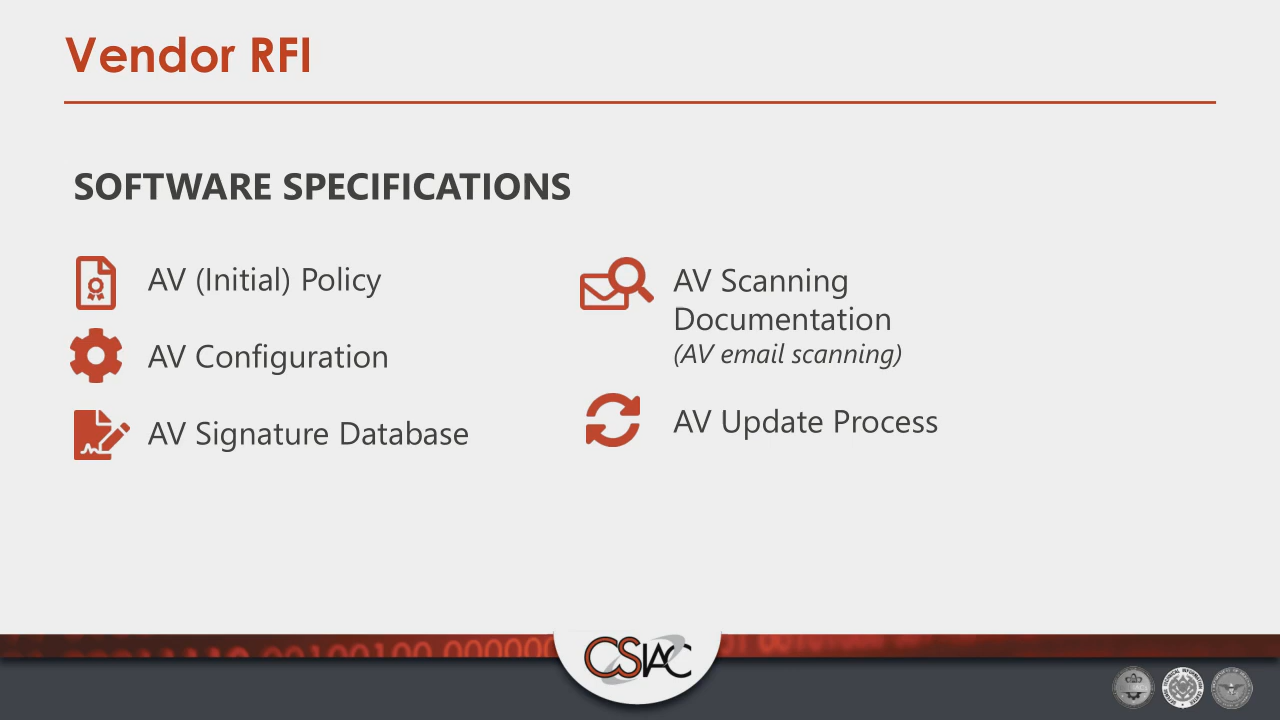 Vendor RFI
SOFTWARE SPECIFICATIONS
AV (Initial) Policy
AV Configuration
AV Signature Database
AV Scanning
Documentation
(AV email scanning)
AV Update Process
CSIAC